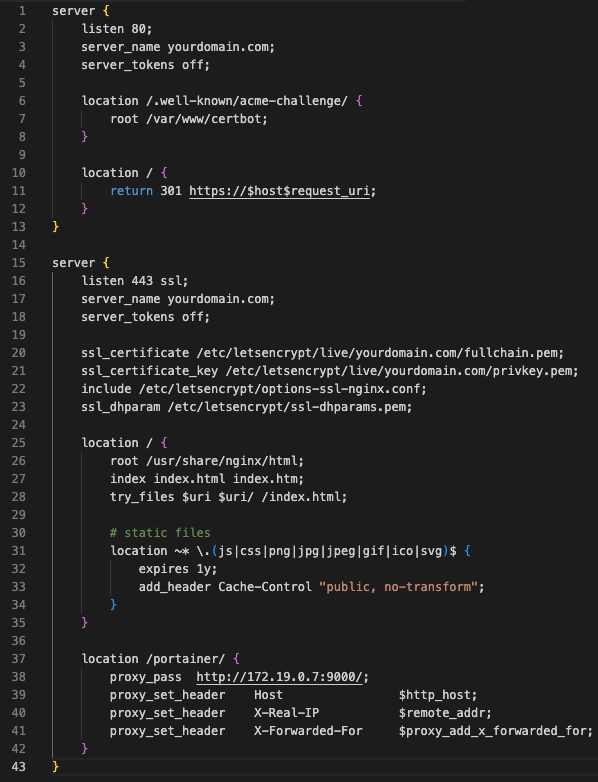 1 server {
2     listen 80;
3     server_name yourdomain.com;
4     server_tokens off;
5
6     location /.well-known/acme-challenge/ {
7         root /var/www/certbot;
8     }
9
10     location / {
11         return 301 https://$host$request_uri;
12     }
13 }
14
15 server {
16     listen 443 ssl;
17     server_name yourdomain.com;
18     server_tokens off;
19
20     ssl_certificate /etc/letsencrypt/live/yourdomain.com/fullchain.pem;
21     ssl_certificate_key /etc/letsencrypt/live/yourdomain.com/privkey.pem;
22     include /etc/letsencrypt/options-ssl-nginx.conf;
23     ssl_dhparam /etc/letsencrypt/ssl-dhparams.pem;
24
25     location / {
26         root /usr/share/nginx/html;
27         index index.html index.htm;
28         try_files $uri $uri/ /index.html;
29
30         # static files
31         location ~* \.(js|css|png|jpg|jpeg|gif|ico|svg)$ {
32             expires 1y;
33             add_header Cache-Control "public, no-transform";
34         }
35     }
36
37     location /portainer/ {
38         proxy_pass  http://172.19.0.7:9000/;
39         proxy_set_header    Host                $http_host;
40         proxy_set_header    X-Real-IP           $remote_addr;
41         proxy_set_header    X-Forwarded-For     $proxy_add_x_forwarded_for;
42     }
43 }